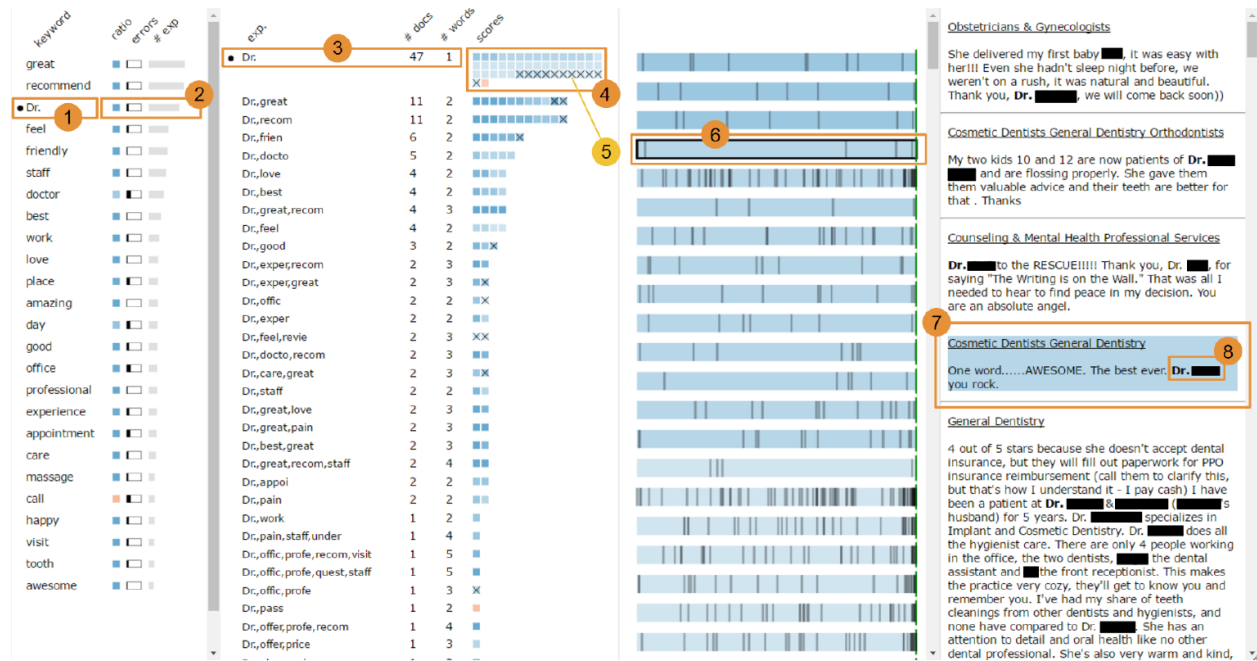 keyword ratio errors # exp
great
recommend
Dr.
feel
friendly
staff
doctor
best
work
love
place
amazing
day
good
office
professional
experience
appointment
care
massage
call
happy
visit
tooth
awesome
1
2
exp. # docs # words scores
Dr. 47 1
3
4
5
Dr.,great 11 2
Dr.,recom 11 2
Dr.,frien 6 2
Dr.,docto 5 2
Dr.,love 4 2
Dr.,best 4 2
Dr.,great,recom 4 3
Dr.,feel 4 2
Dr.,good 3 2
Dr.,exper,recom 2 3
Dr.,exper,great 2 3
Dr.,offic 2 2
Dr.,exper 2 2
Dr.,feel,revie 2 3
Dr.,docto,recom 2 3
Dr.,care,great 2 3
Dr.,staff 2 2
Dr.,great,love 2 3
Dr.,great,pain 2 3
Dr.,best,great 2 3
Dr.,great,recom,staff 2 4
Dr.,appoi 2 2
Dr.,pain 2 2
Dr.,work 1 2
Dr.,pain,staff,under 1 4
Dr.,offic,profe,recom,visit 1 5
Dr.,offic,profe,quest,staff 1 5
Dr.,offic,profe 1 3
Dr.,pass 1 2
Dr.,offer,profe,recom 1 4
Dr.,offer,price 1 3
6
Obstetricians & Gynecologists
She delivered my first baby , it was easy with
her!!! Even she hadn't sleep night before, we
weren't on a rush, it was natural and beautiful.
Thank you, Dr. , we will come back soon))
Cosmetic Dentists General Dentistry Orthodontists
My two kids 10 and 12 are now patients of Dr.
and are flossing properly. She gave them
them valuable advice and their teeth are better for
that . Thanks
Counseling & Mental Health Professional Services
Dr. to the RESCUE!!!!! Thank you, Dr. , for
saying "The Writing is on the Wall." That was all I
needed to hear to find peace in my decision. You
are an absolute angel.
7
Cosmetic Dentists General Dentistry
8
One word......AWESOME. The best ever. Dr.
you rock.
General Dentistry
4 out of 5 stars because she doesn't accept dental
insurance, but they will fill out paperwork for PPO
insurance reimbursement (call them to clarify this,
but that's how I understand it - I pay cash) I have
been a patient at Dr. & ( 's
husband) for 5 years. Dr. specializes in
Implant and Cosmetic Dentistry. Dr. does all
the hygienist care. There are only 4 people working
in the office, the two dentists, the dental
assistant and the front receptionist. This makes
the practice very cozy, they'll get to know you and
remember you. I've had my share of teeth
cleanings from other dentists and hygienists, and
none have compared to Dr. . She has an
attention to detail and oral health like no other
dental professional. She's also very warm and kind,